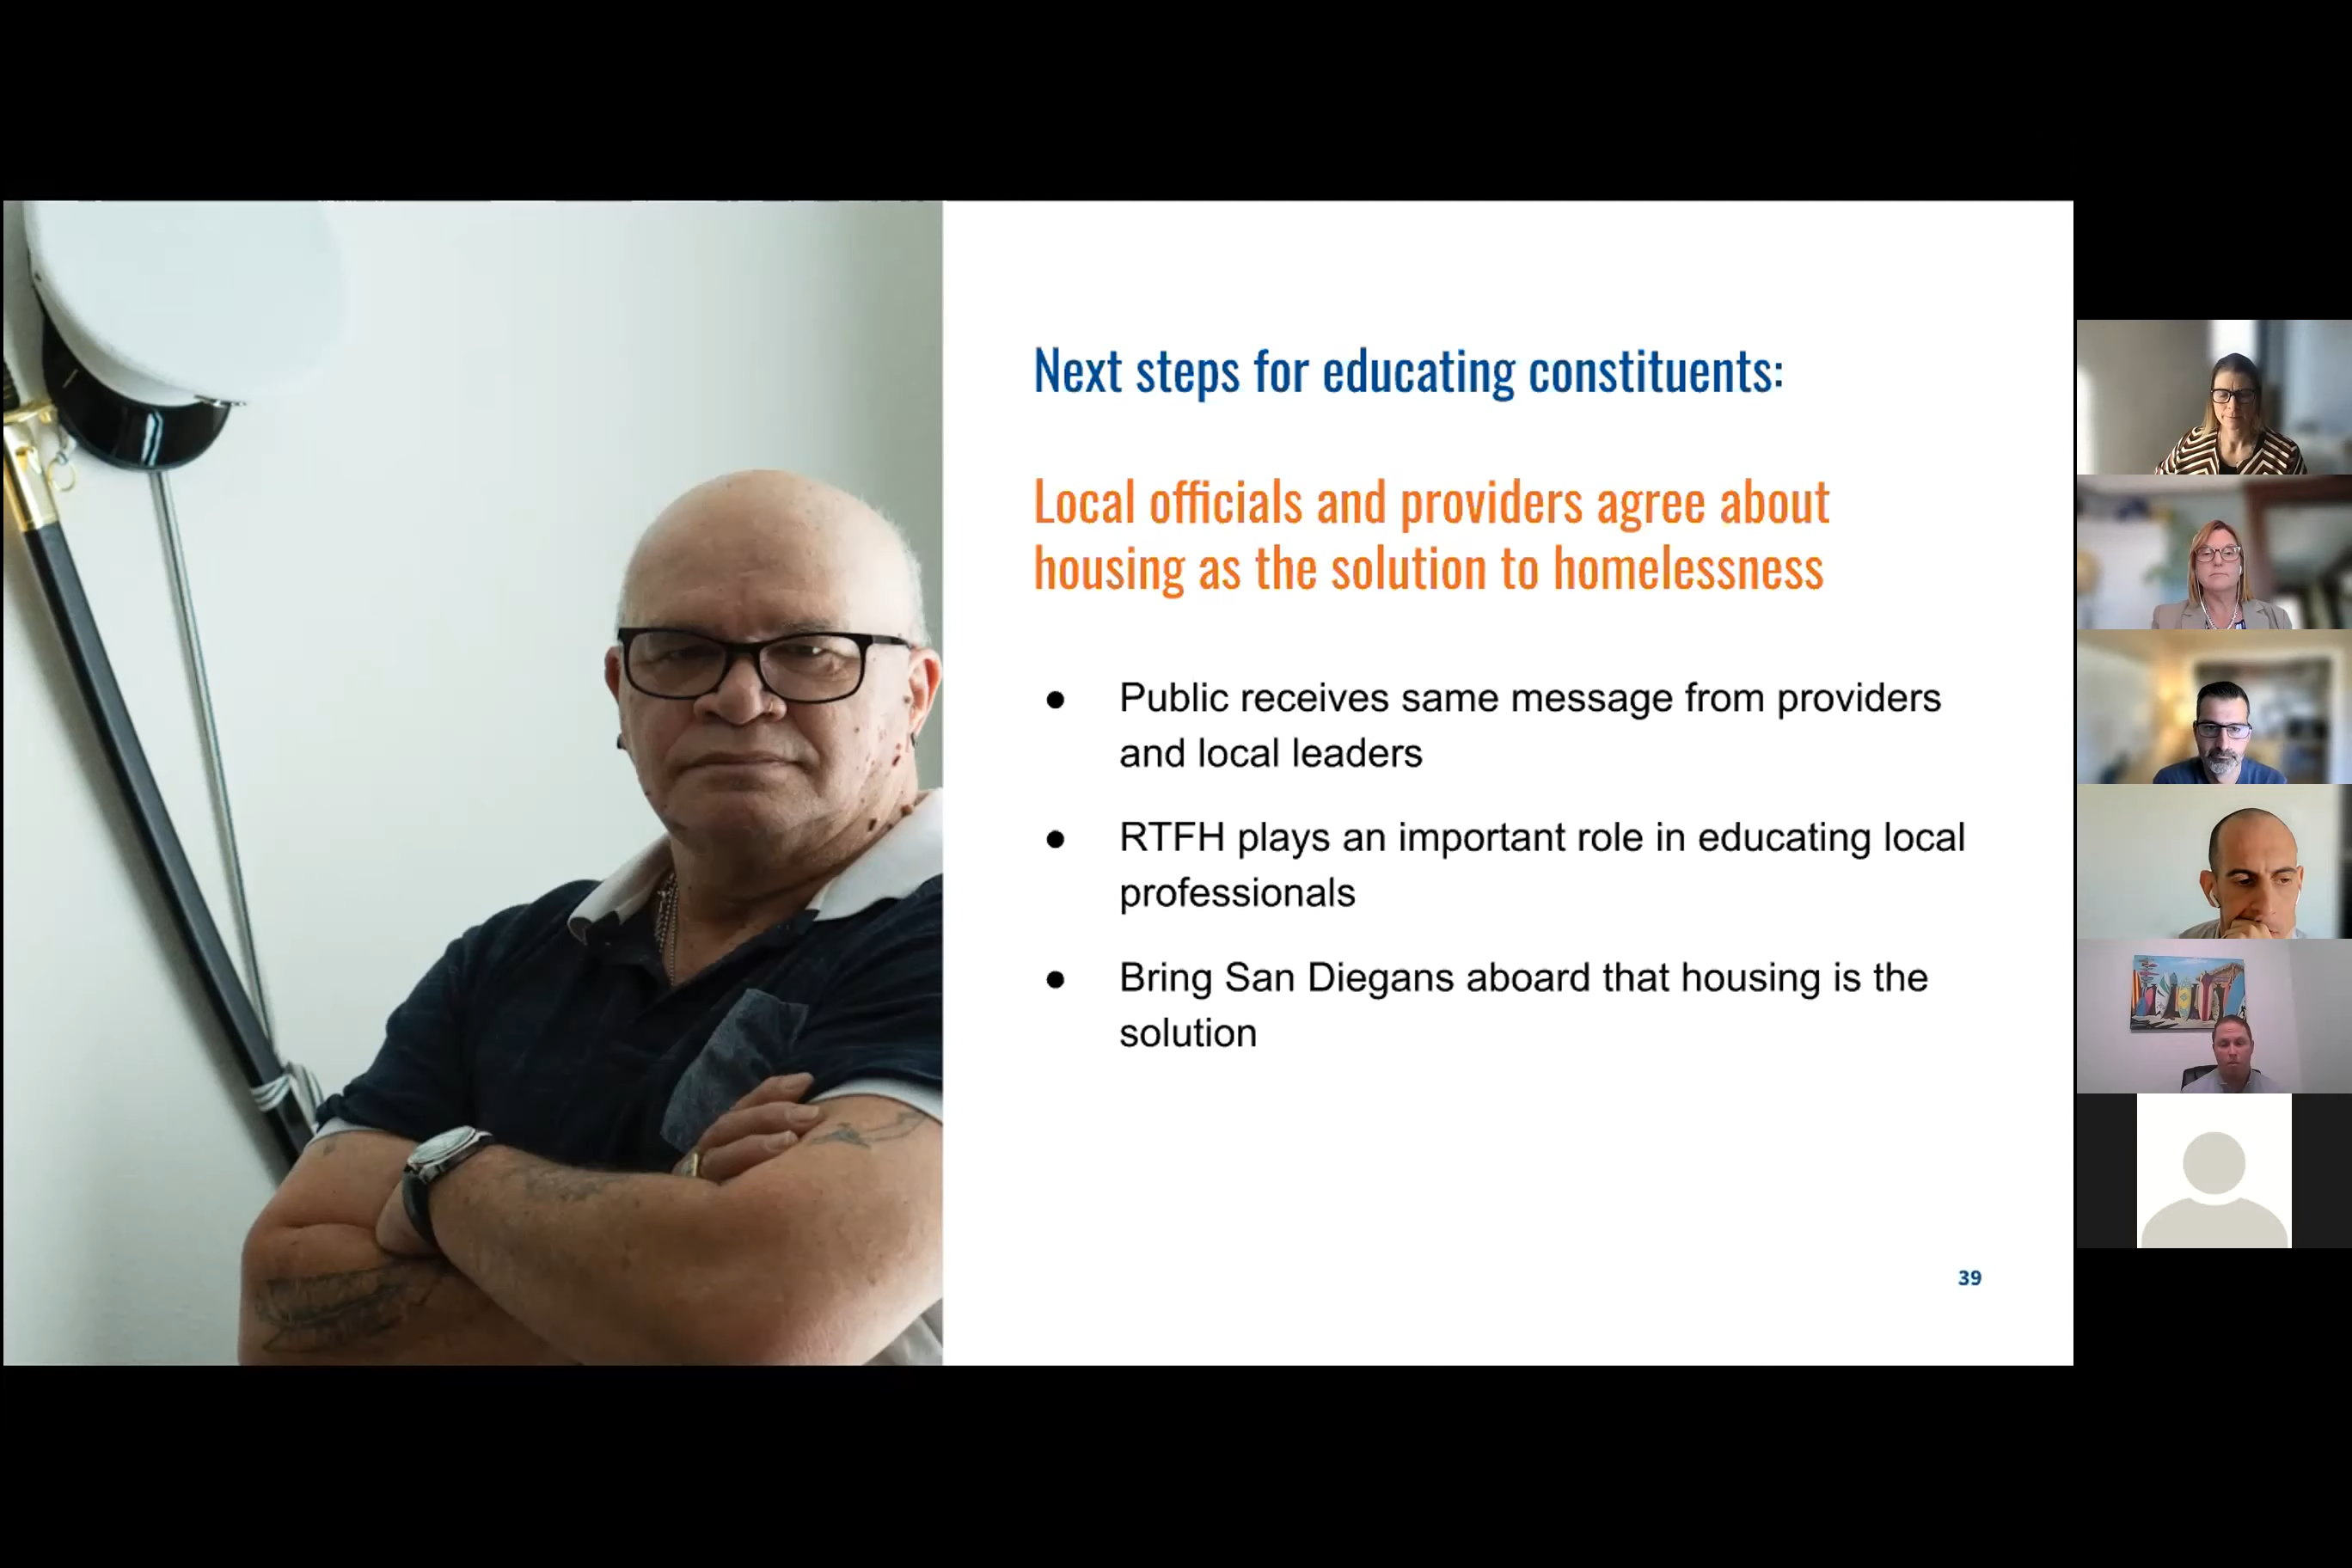 Next steps for educating constituents:
Local officials and providers agree about
housing as the solution to homelessness
● Public receives same message from providers
and local leaders
● RTFH plays an important role in educating local
professionals
● Bring San Diegans aboard that housing is the
solution
39